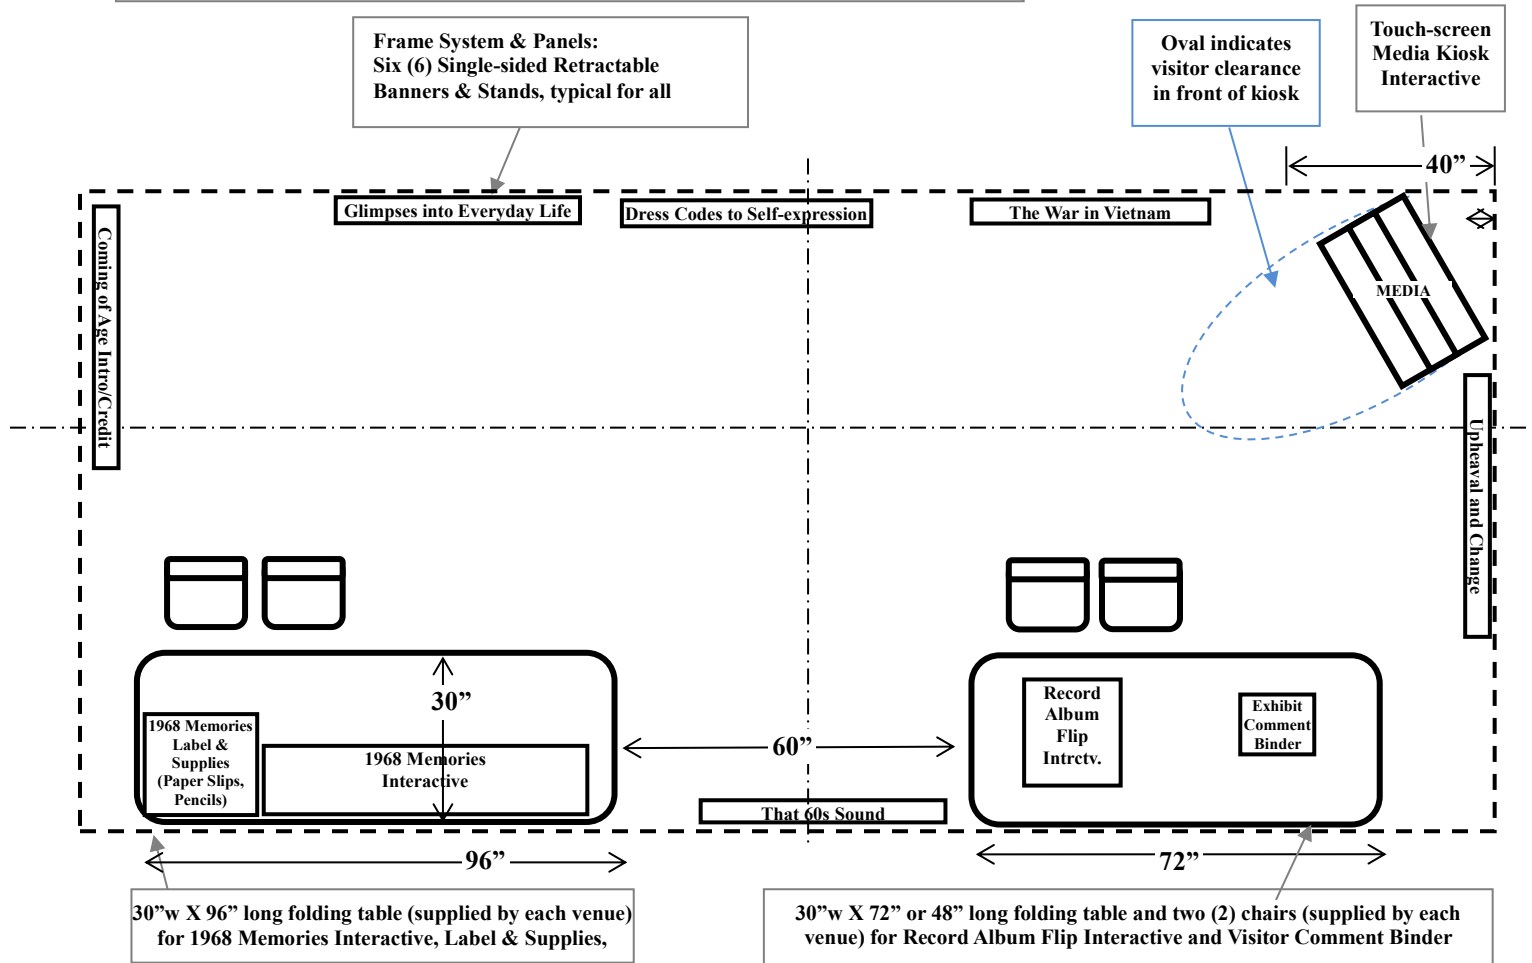 Frame System & Panels:
Six (6) Single-sided Retractable
Banners & Stands, typical for all
Oval indicates
visitor clearance
in front of kiosk
Touch-screen
Media Kiosk
Interactive
40”
Glimpses into Everyday Life
Dress Codes to Self-expression
The War in Vietnam
Coming of Age Intro/Credit
MEDIA
Upheaval and Change
30”
1968 Memories
Label &
Supplies
(Paper Slips,
Pencils)
1968 Memories
Interactive
60”
Record
Album
Flip
Intrctv.
Exhibit
Comment
Binder
That 60s Sound
96”
72”
30”w X 96” long folding table (supplied by each venue)
for 1968 Memories Interactive, Label & Supplies,
30”w X 72” or 48” long folding table and two (2) chairs (supplied by each
venue) for Record Album Flip Interactive and Visitor Comment Binder